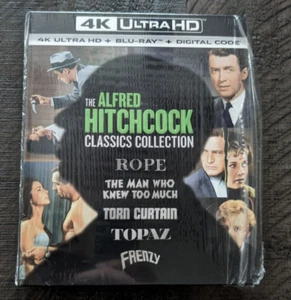 4K ULTRA HD
4K ULTRA HD + BLU-RAY + DIGITAL CODE
THE ALFRED
HITCHCOCK
CLASSICS COLLECTION
ROPE
THE MAN WHO
KNEW TOO MUCH
TORN CURTAIN
TOPAZ
FRENZY